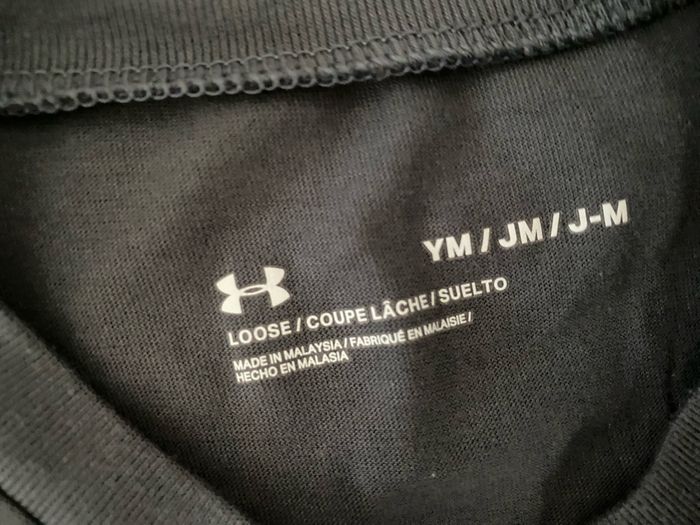 YM / JM / J-M
LOOSE / COUPE LÂCHE / SUELTO
MADE IN MALAYSIA / FABRIQUÉ EN MALAISIE /
HECHO EN MALASIA